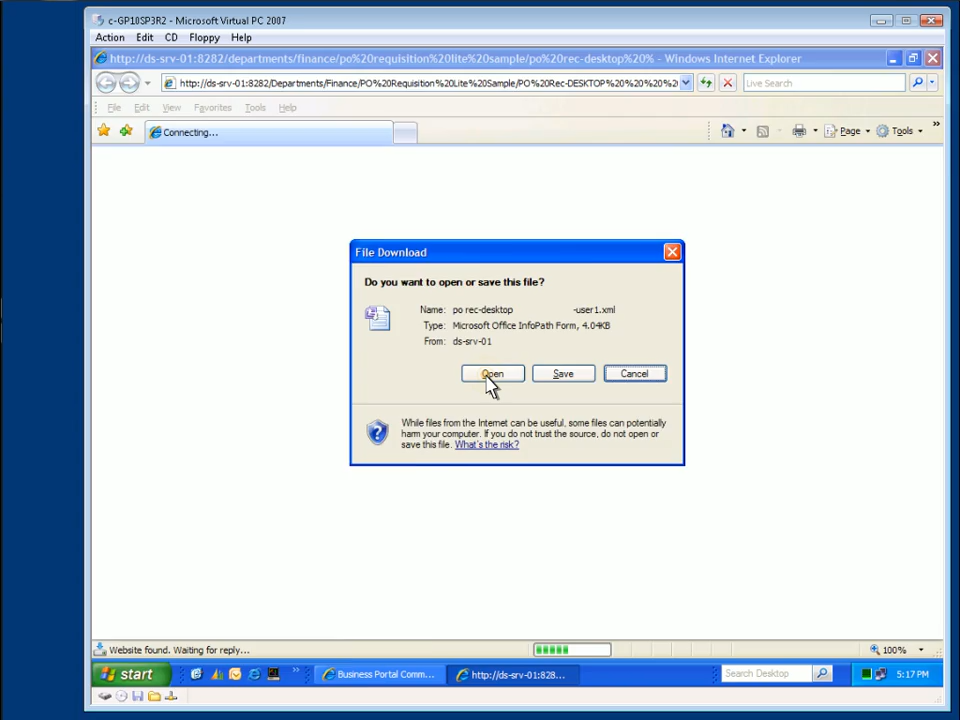 c-GP10SP3R2 - Microsoft Virtual PC 2007
Action Edit CD Floppy Help
http://ds-srv-01:8282/departments/finance/po%20requisition%20lite%20sample/po%20rec-desktop%20% - Windows Internet Explorer
http://ds-srv-01:8282/Departments/Finance/PO%20Requisition%20Lite%20Sample/PO%20Rec-DESKTOP%20%20%20%2
Live Search
File Edit View Favorites Tools Help
Connecting...
Page Tools
File Download
Do you want to open or save this file?
Name: po rec-desktop -user1.xml
Type: Microsoft Office InfoPath Form, 4.04KB
From: ds-srv-01
Open Save Cancel
While files from the Internet can be useful, some files can potentially
harm your computer. If you do not trust the source, do not open or
save this file. What's the risk?
Website found. Waiting for reply...
100%
start
Business Portal Comm...
http://ds-srv-01:828...
Search Desktop
5:17 PM